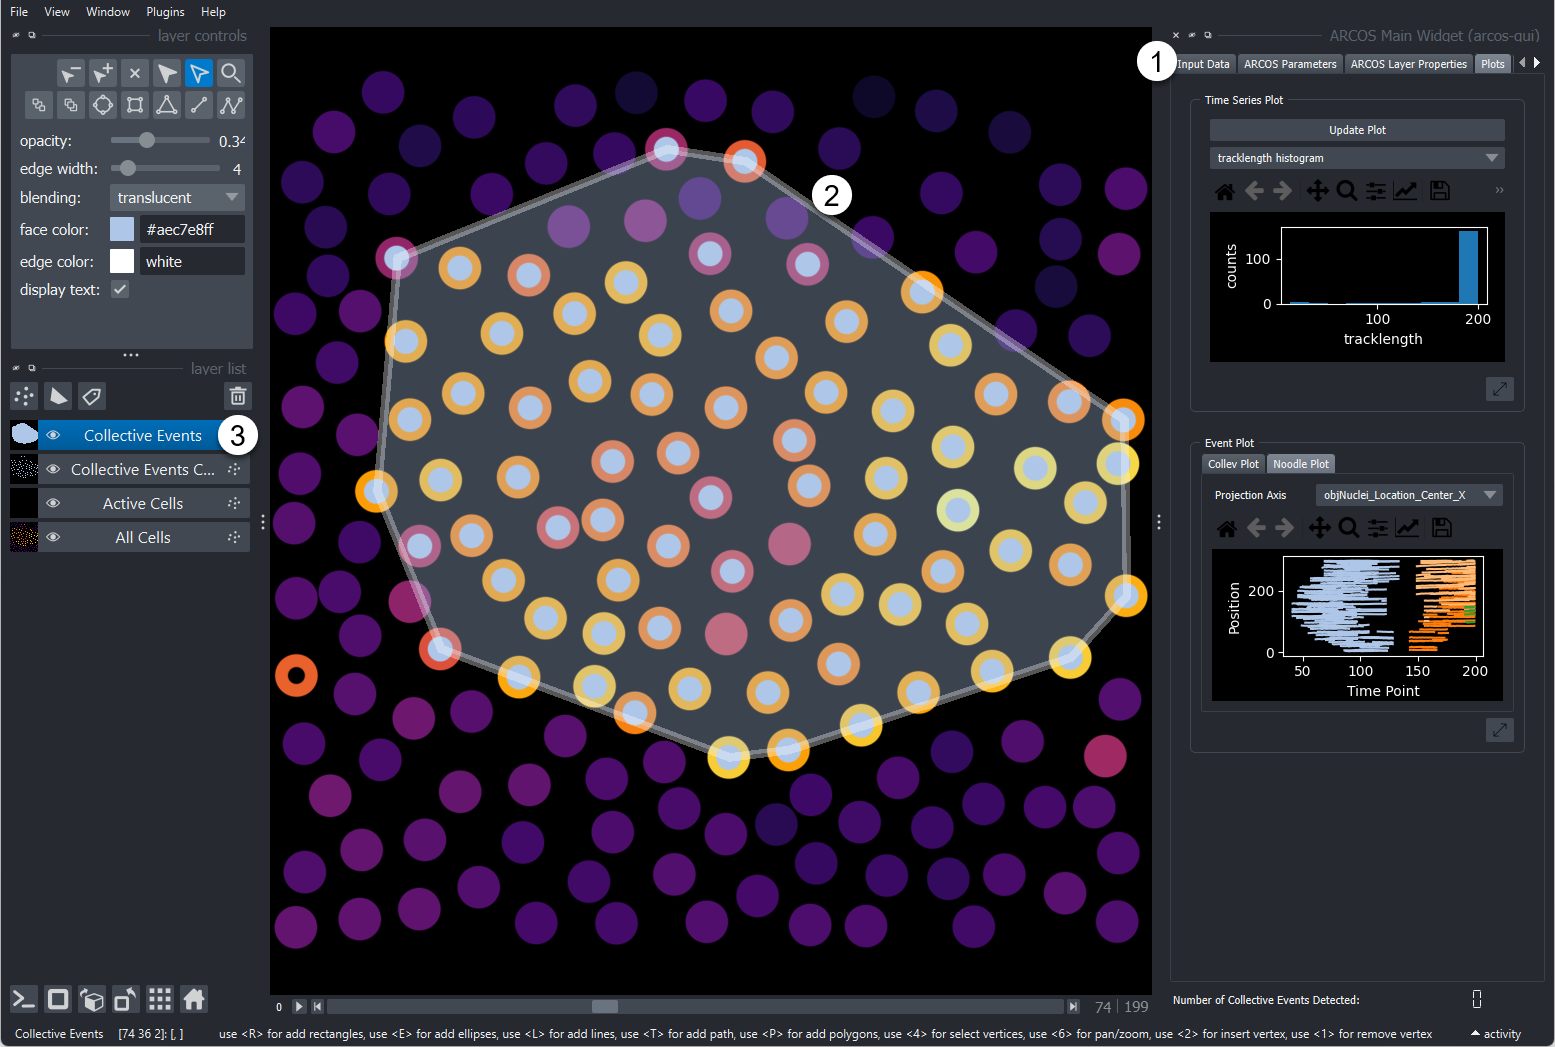 File View Window Plugins Help
layer controls
opacity: 0.34
edge width: 4
blending: translucent
face color: #aec7e8ff
edge color: white
display text:
layer list
Collective Events
Collective Events C...
Active Cells
All Cells
1
2
3
0
74 | 199
ARCOS Main Widget (arcos-gui)
Input Data ARCOS Parameters ARCOS Layer Properties Plots
Time Series Plot
Update Plot
tracklength histogram
counts
100
0
100 200
tracklength
Event Plot
Collev Plot Noodle Plot
Projection Axis objNuclei_Location_Center_X
Position
200
0
50 100 150 200
Time Point
Number of Collective Events Detected:
Collective Events [74 36 2]: [, ] use <R> for add rectangles, use <E> for add ellipses, use <L> for add lines, use <T> for add path, use <P> for add polygons, use <4> for select vertices, use <6> for pan/zoom, use <2> for insert vertex, use <1> for remove vertex activity